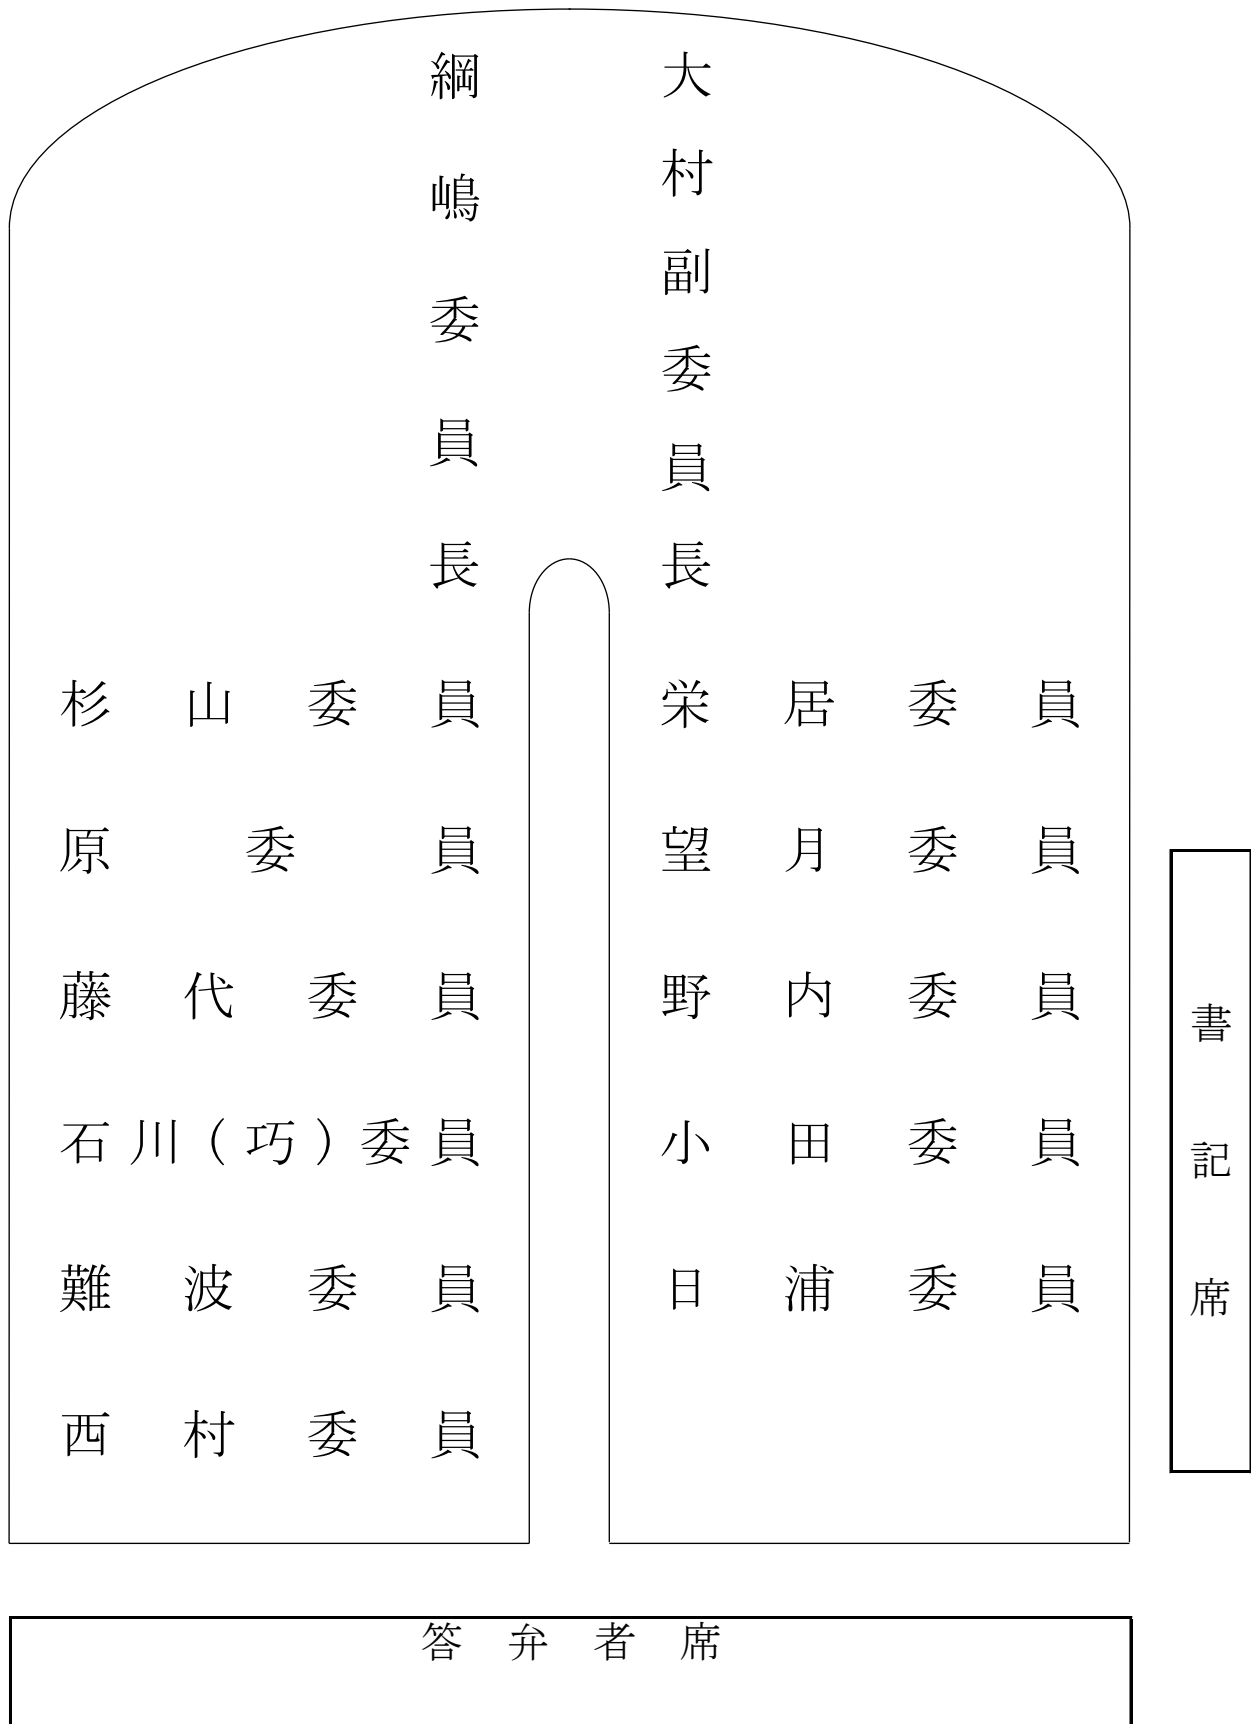 綱嶋委員長
大村副委員長
杉山委員
栄居委員
原委員
望月委員
藤代委員
野内委員
石川(巧)委員
小田委員
難波委員
日浦委員
西村委員
書記席
答弁者席